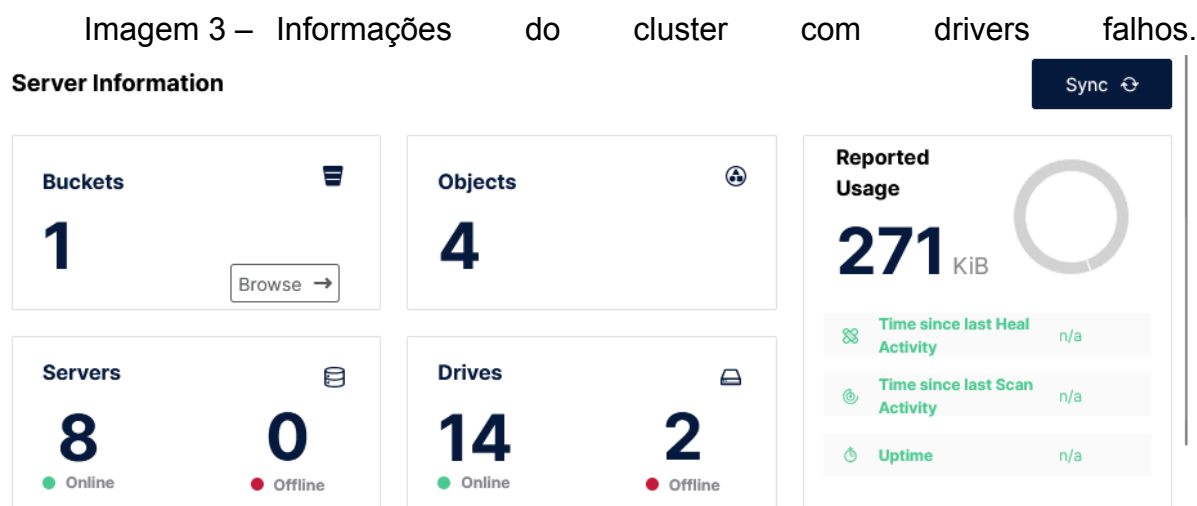 Imagem 3 – Informações do cluster com drivers falhos.
Server Information
Sync
Buckets
1
Browse →
Objects
4
Reported
Usage
271 KiB
Time since last Heal
Activity
n/a
Time since last Scan
Activity
n/a
Uptime
n/a
Servers
8
Online
0
Offline
Drives
14
Online
2
Offline